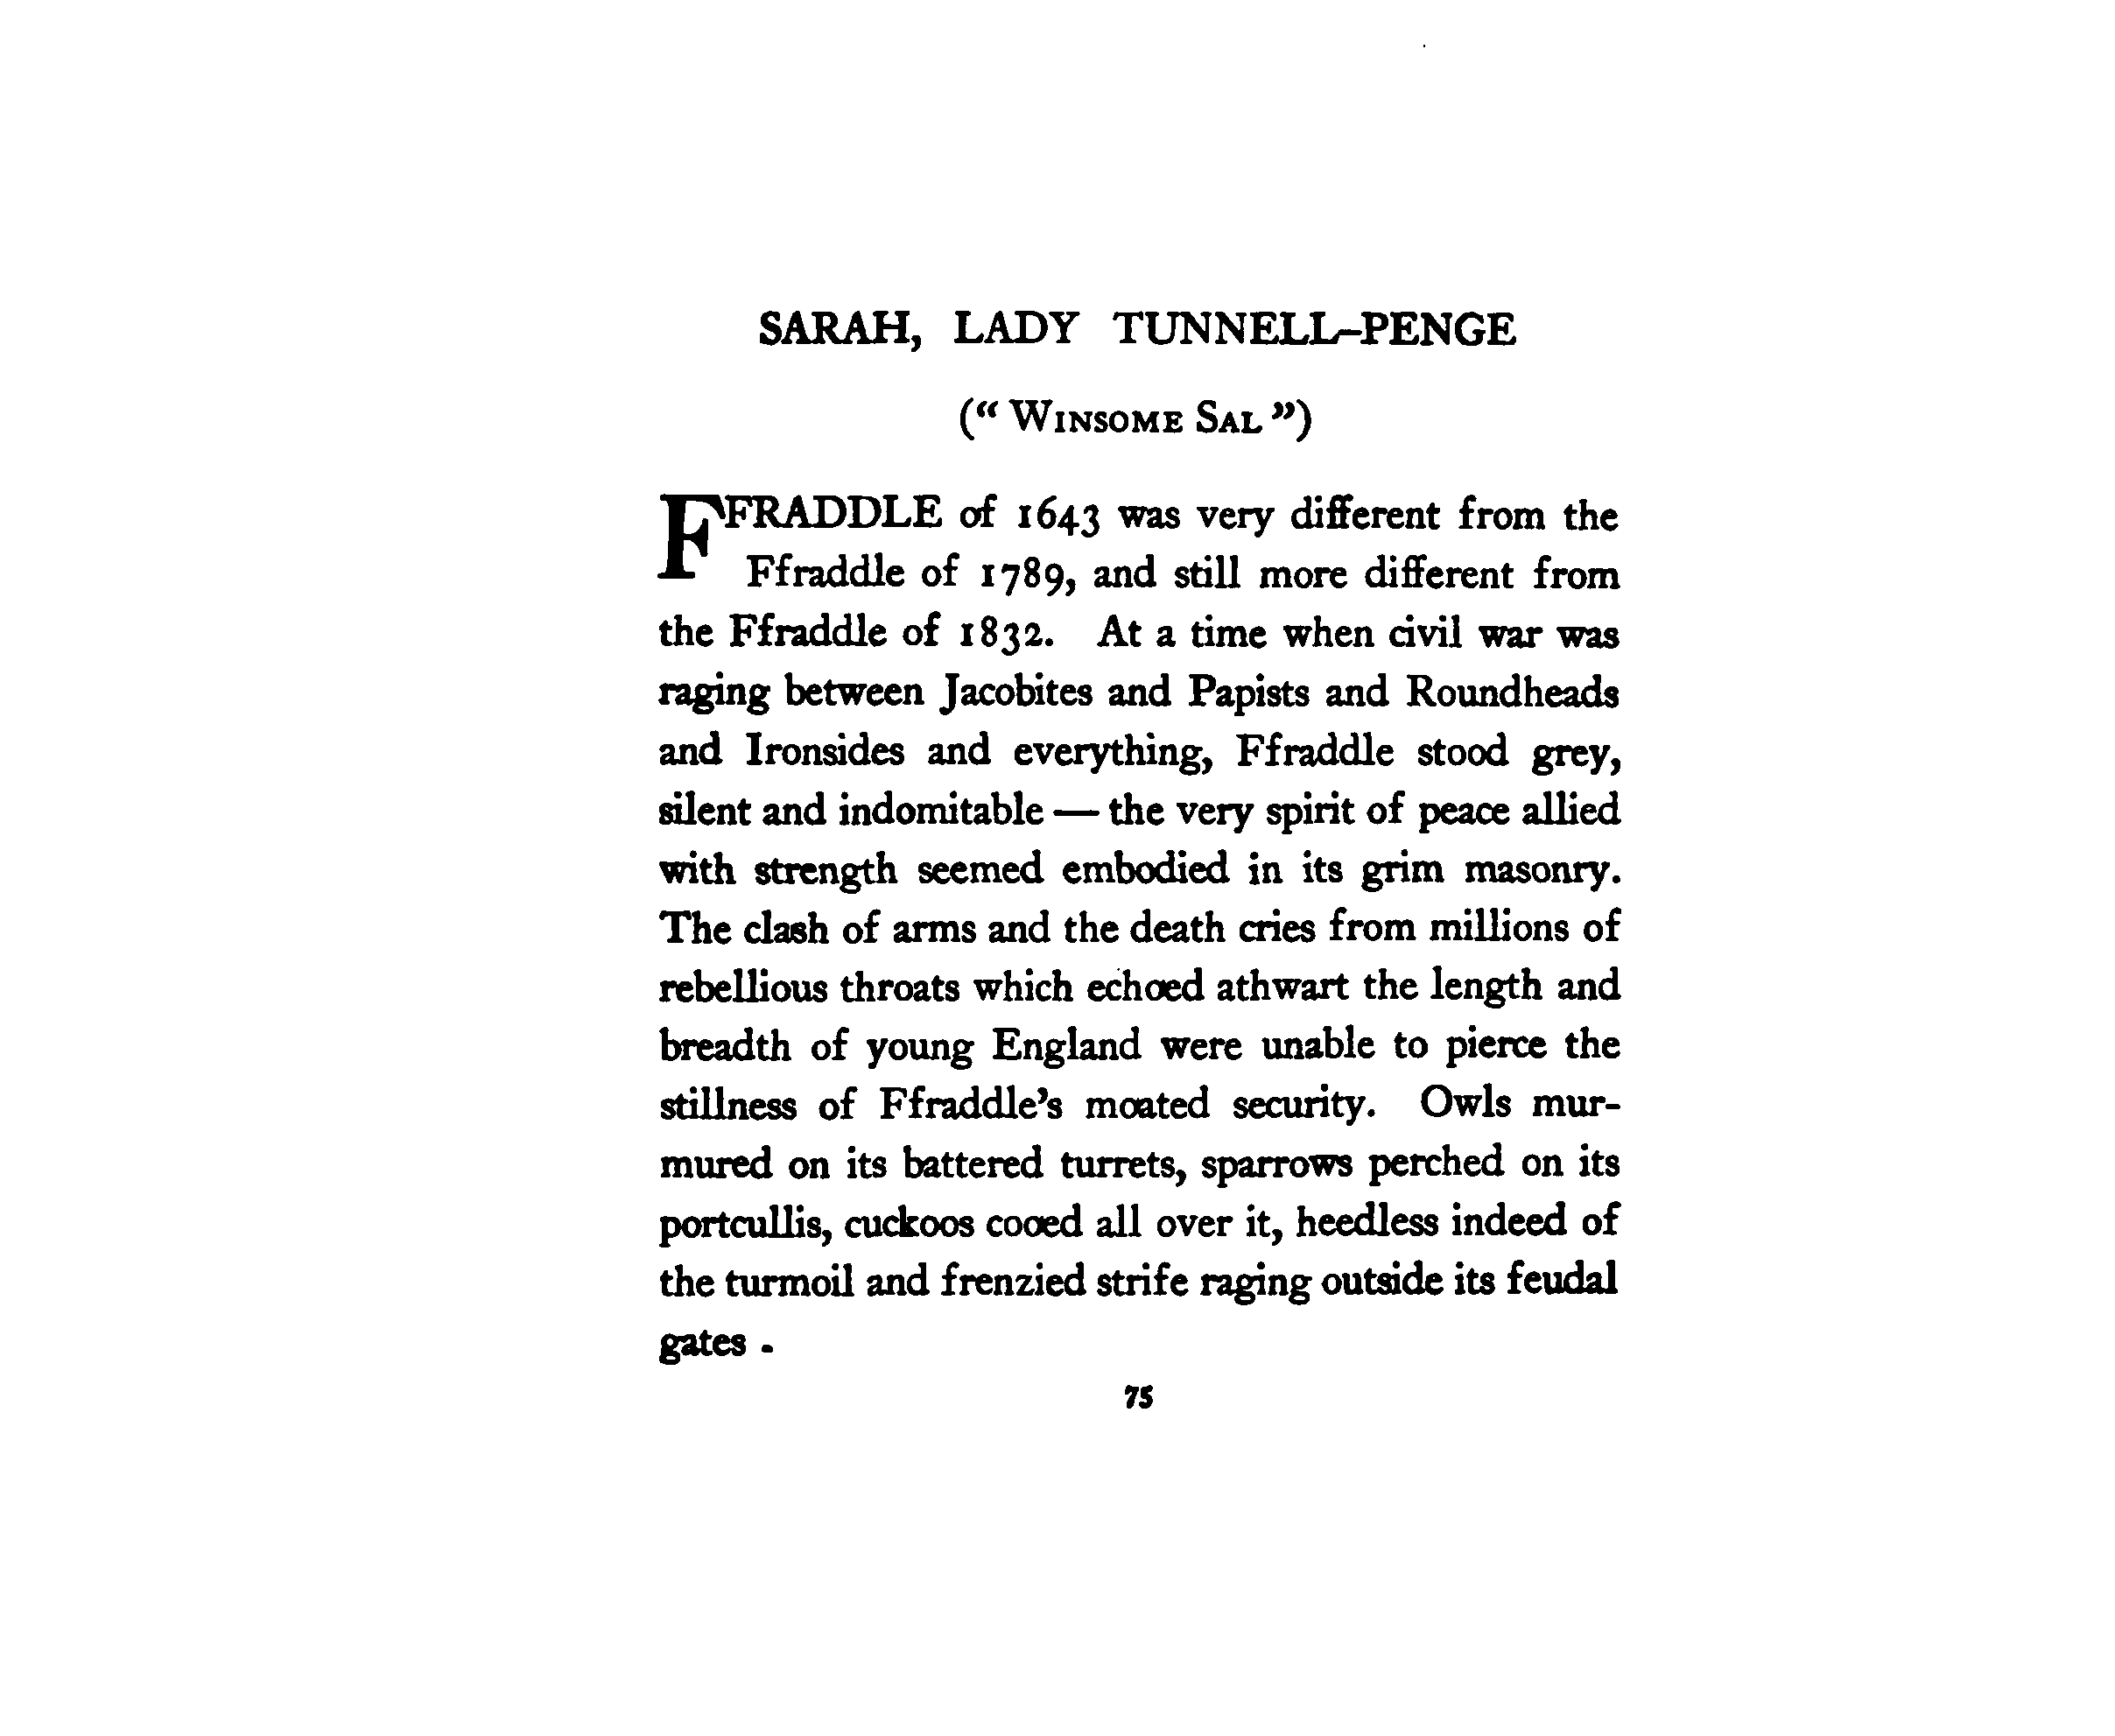 SARAH, LADY TUNNELL-PENGE
(“ Winsome Sal ”)
FFRADDLE of 1643 was very different from the
Ffraddle of 1789, and still more different from
the Ffraddle of 1832. At a time when civil war was
raging between Jacobites and Papists and Roundheads
and Ironsides and everything, Ffraddle stood grey,
silent and indomitable — the very spirit of peace allied
with strength seemed embodied in its grim masonry.
The clash of arms and the death cries from millions of
rebellious throats which echoed athwart the length and
breadth of young England were unable to pierce the
stillness of Ffraddle’s moated security. Owls mur-
mured on its battered turrets, sparrows perched on its
portcullis, cuckoos cooed all over it, heedless indeed of
the turmoil and frenzied strife raging outside its feudal
gates .
75